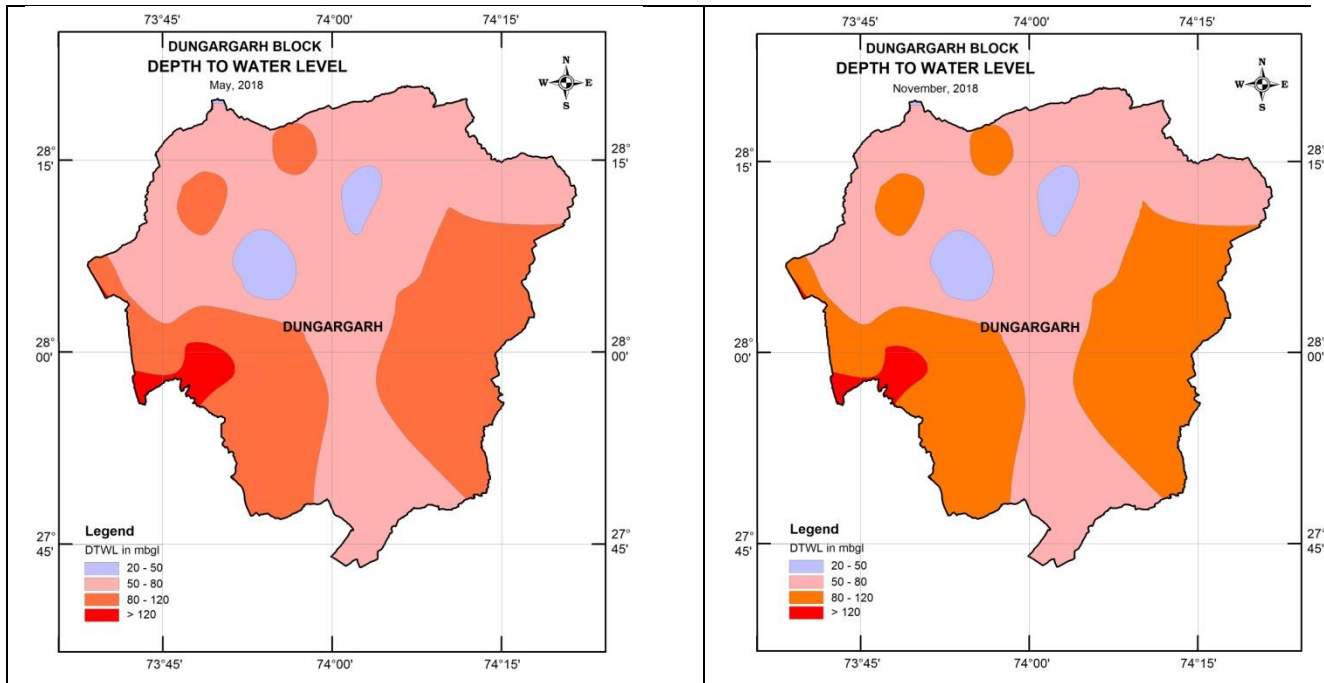 73°45' 74°00' 74°15'
DUNGARGARH BLOCK
DEPTH TO WATER LEVEL
May, 2018
N
W E
S
28°
15'
28°
15'
DUNGARGARH
28°
00'
28°
00'
Legend
DTWL in mbgl
20 - 50
50 - 80
80 - 120
> 120
27°
45'
27°
45'
73°45' 74°00' 74°15'
73°45' 74°00' 74°15'
DUNGARGARH BLOCK
DEPTH TO WATER LEVEL
November, 2018
N
W E
S
28°
15'
28°
15'
DUNGARGARH
28°
00'
28°
00'
Legend
DTWL in mbgl
20 - 50
50 - 80
80 - 120
> 120
27°
45'
27°
45'
73°45' 74°00' 74°15'